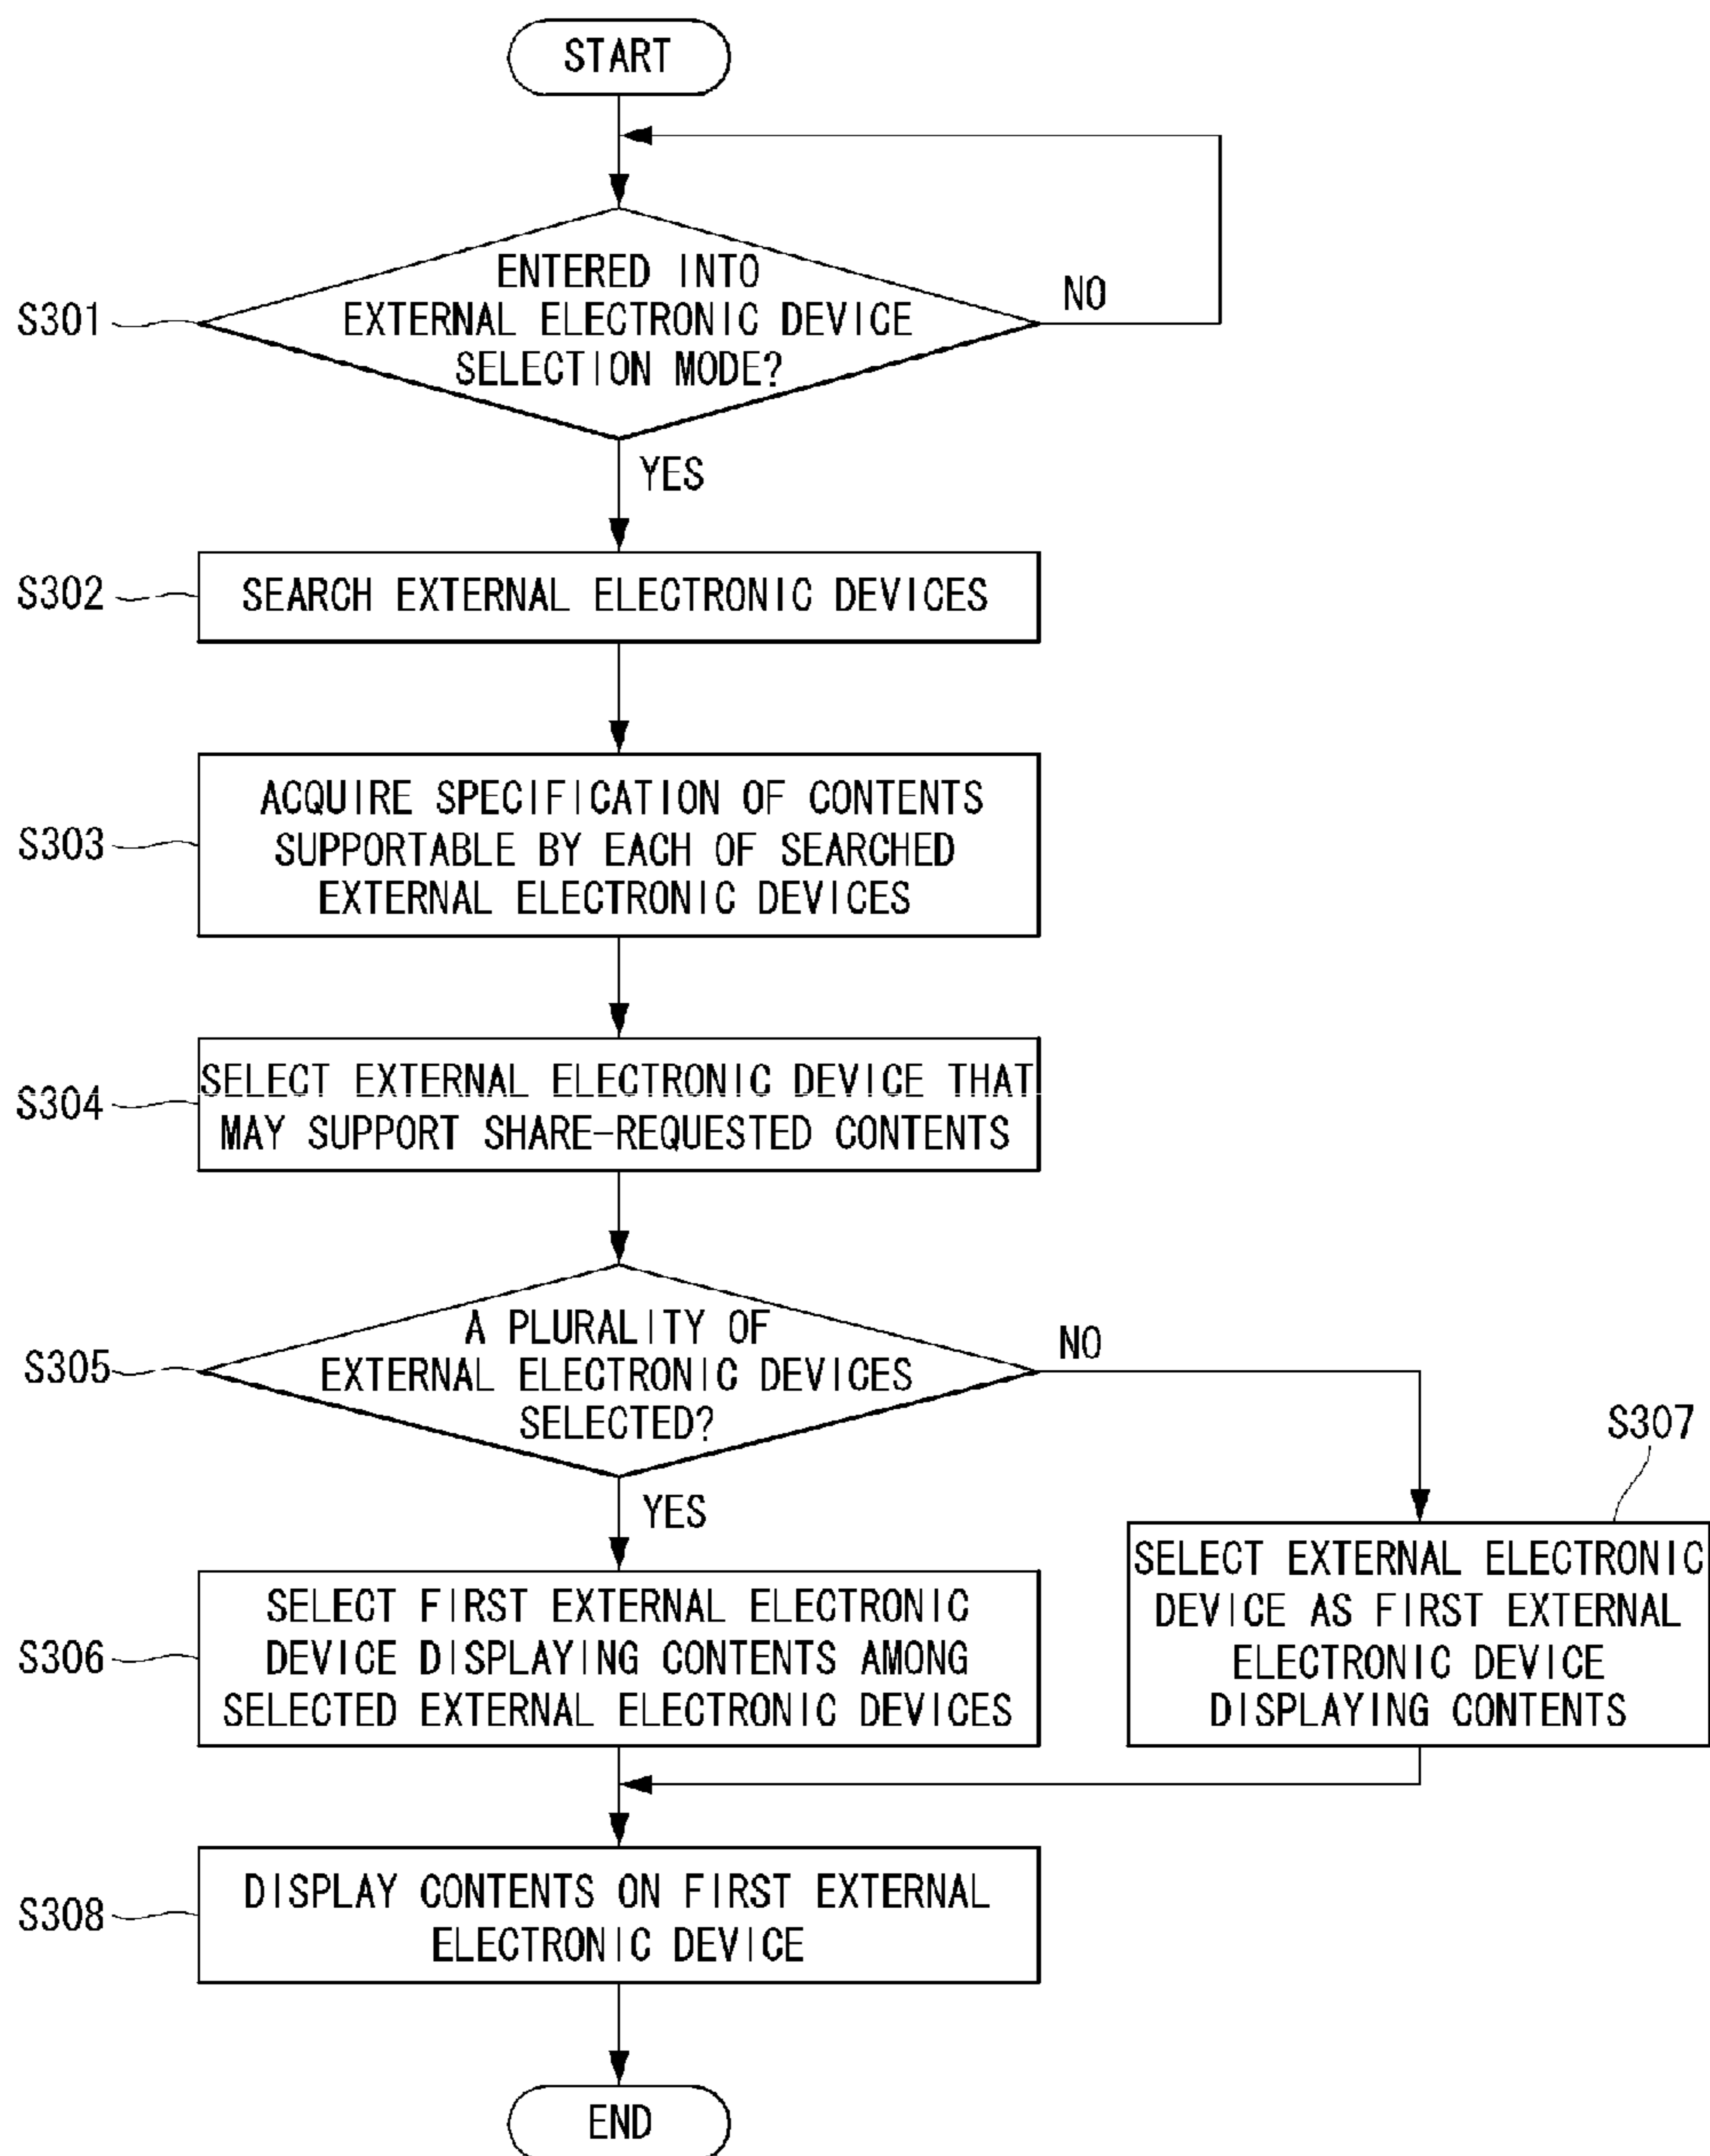 START
ENTERED INTO
EXTERNAL ELECTRONIC DEVICE
SELECTION MODE?
NO
S301
YES
S302
SEARCH EXTERNAL ELECTRONIC DEVICES
S303
ACQUIRE SPECIFICATION OF CONTENTS
SUPPORTABLE BY EACH OF SEARCHED
EXTERNAL ELECTRONIC DEVICES
S304
SELECT EXTERNAL ELECTRONIC DEVICE THAT
MAY SUPPORT SHARE-REQUESTED CONTENTS
S305
A PLURALITY OF
EXTERNAL ELECTRONIC DEVICES
SELECTED?
NO
YES
S307
SELECT EXTERNAL ELECTRONIC
DEVICE AS FIRST EXTERNAL
ELECTRONIC DEVICE
DISPLAYING CONTENTS
S306
SELECT FIRST EXTERNAL ELECTRONIC
DEVICE DISPLAYING CONTENTS AMONG
SELECTED EXTERNAL ELECTRONIC DEVICES
S308
DISPLAY CONTENTS ON FIRST EXTERNAL
ELECTRONIC DEVICE
END